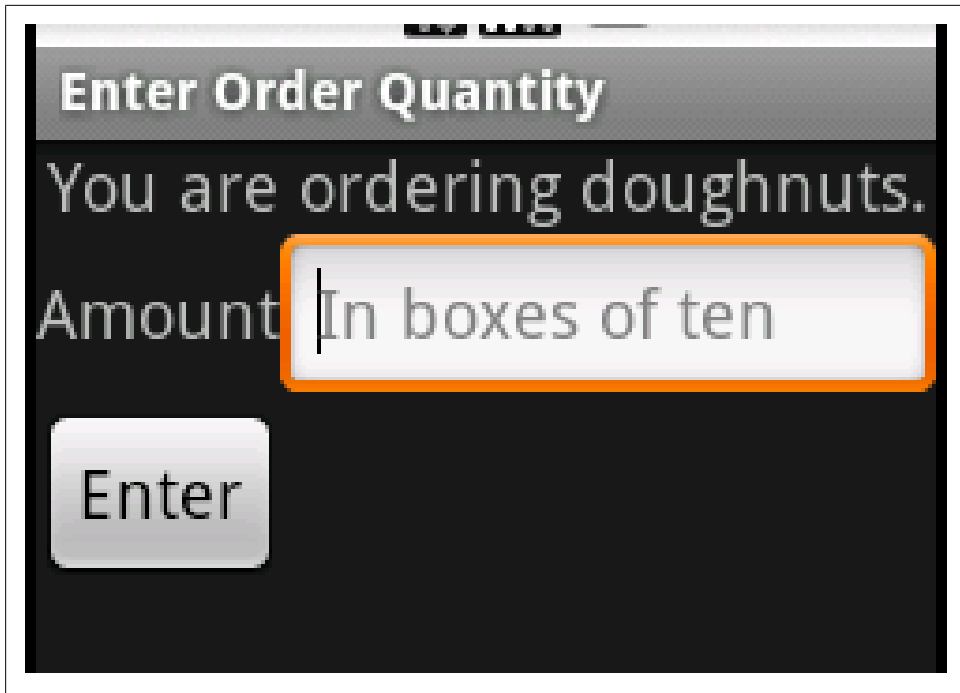 Enter Order Quantity
You are ordering doughnuts.
Amount In boxes of ten
Enter